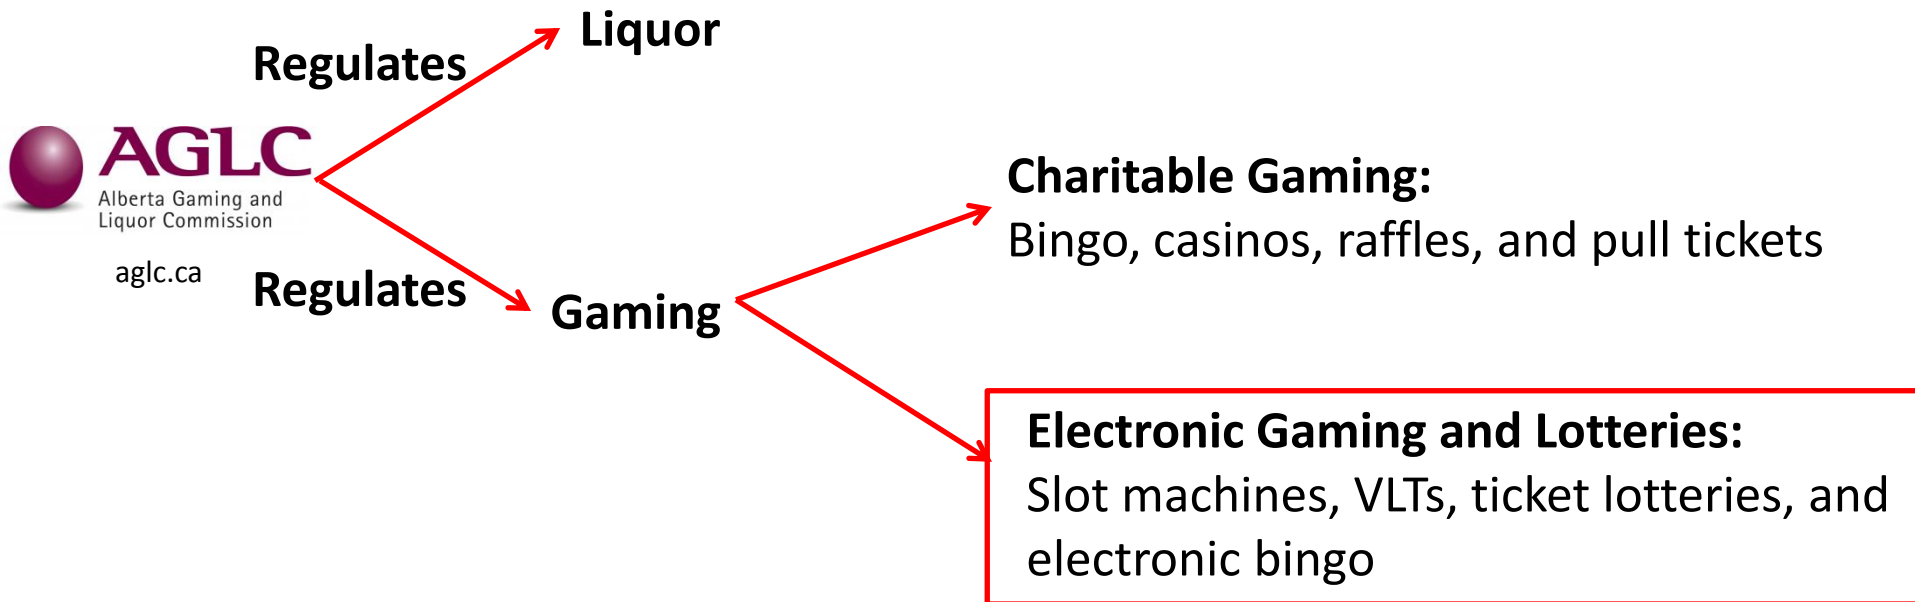 Regulates
Liquor
AGLC
Alberta Gaming and
Liquor Commission
aglc.ca
Regulates
Gaming
Charitable Gaming:
Bingo, casinos, raffles, and pull tickets
Electronic Gaming and Lotteries:
Slot machines, VLTs, ticket lotteries, and
electronic bingo